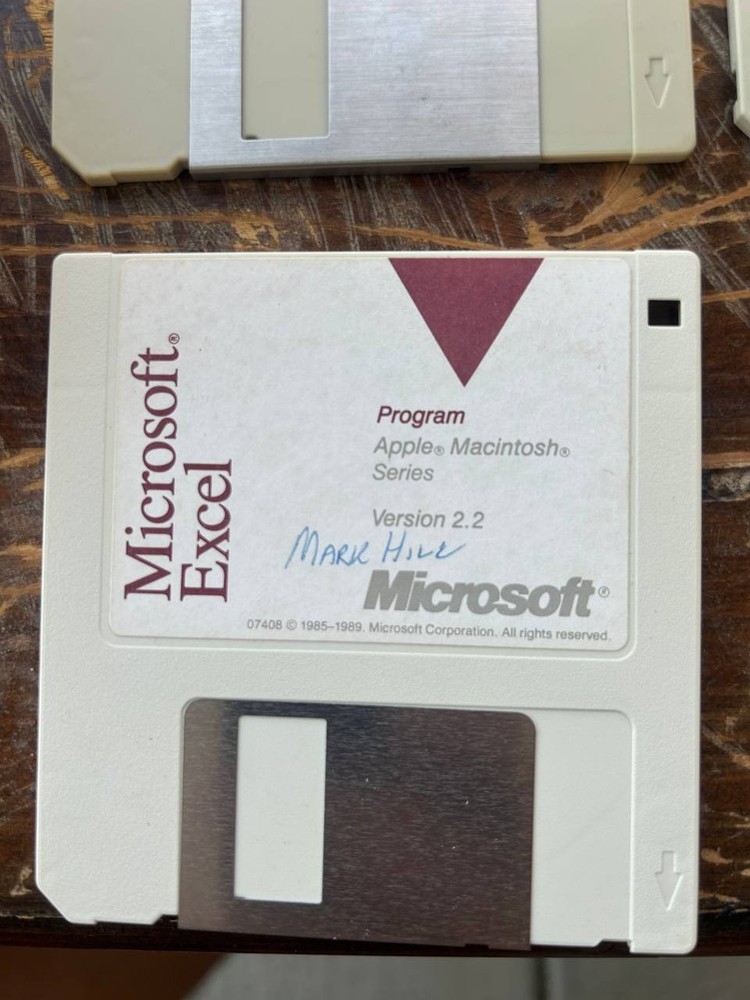 Microsoft®
Excel
Program
Apple® Macintosh®
Series
Version 2.2
MARK HILL
Microsoft®
07408 © 1985–1989. Microsoft Corporation. All rights reserved.